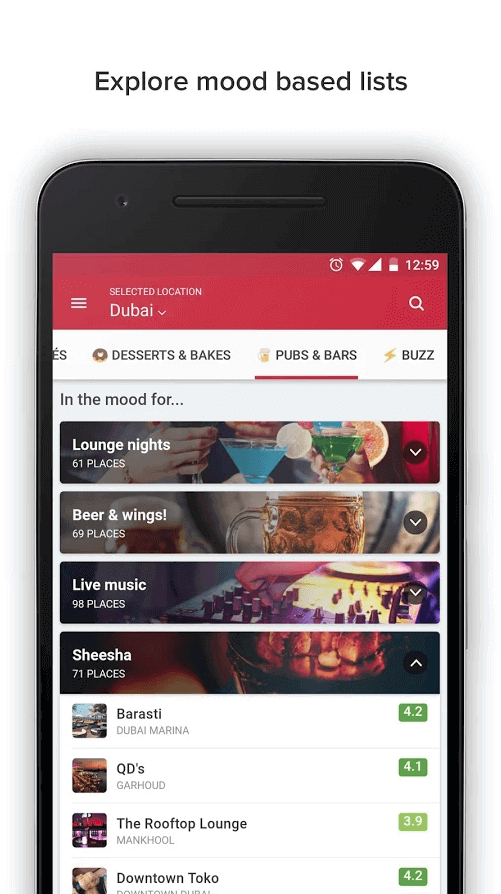 Explore mood based lists
12:59
SELECTED LOCATION
Dubai
ÉS
DESSERTS & BAKES
PUBS & BARS
BUZZ
In the mood for...
Lounge nights
61 PLACES
Beer & wings!
69 PLACES
Live music
98 PLACES
Sheesha
71 PLACES
Barasti
4.2
DUBAI MARINA
QD's
4.1
GARHOUD
The Rooftop Lounge
3.9
MANKHOOL
Downtown Toko
4.2
DOWNTOWN DUBAI